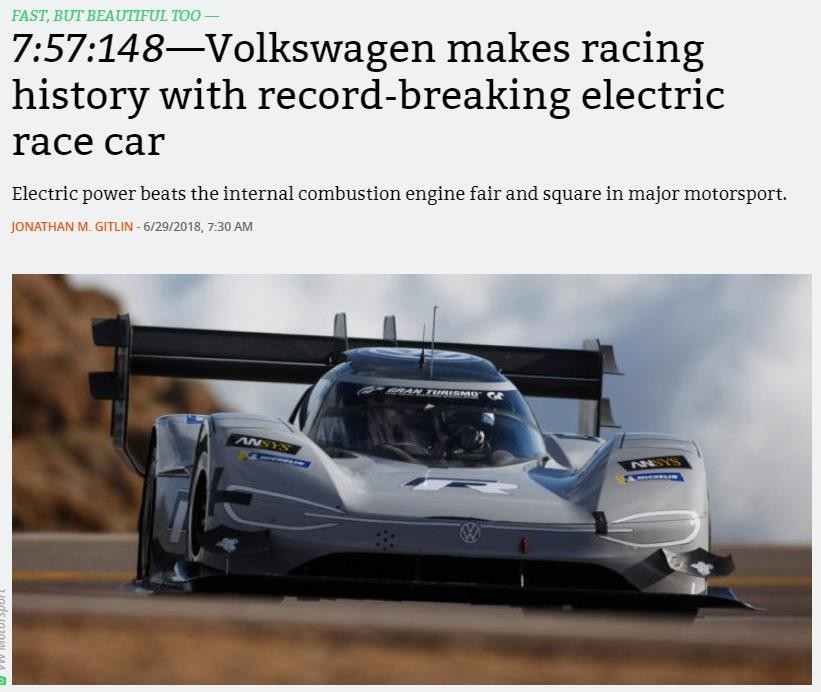 FAST, BUT BEAUTIFUL TOO —
7:57:148—Volkswagen makes racing
history with record-breaking electric
race car
Electric power beats the internal combustion engine fair and square in major motorsport.
JONATHAN M. GITLIN - 6/29/2018, 7:30 AM
GRAN TURISMO
ANSYS
MICHELIN
R
ANSYS
MICHELIN
VW Motorsport